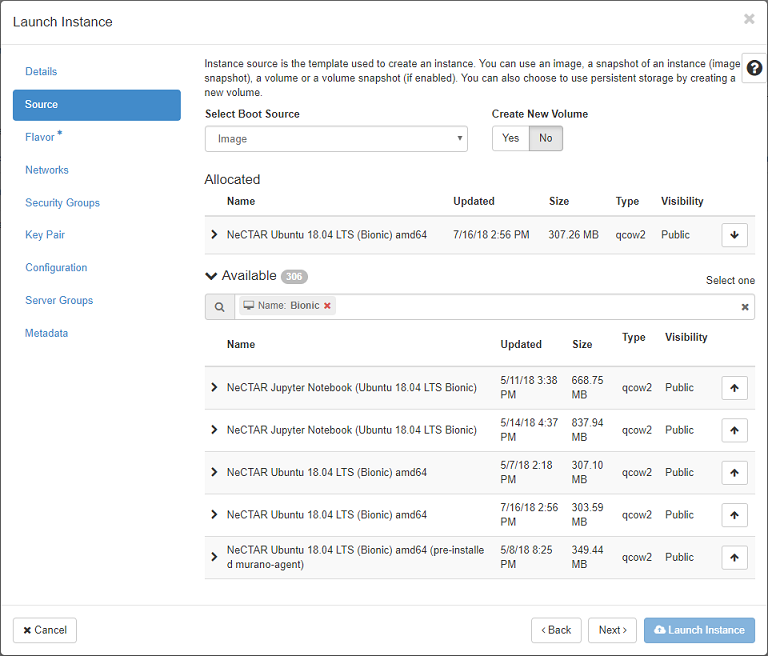 Launch Instance
Details
Source
Flavor *
Networks
Security Groups
Key Pair
Configuration
Server Groups
Metadata
Instance source is the template used to create an instance. You can use an image, a snapshot of an instance (image
snapshot), a volume or a volume snapshot (if enabled). You can also choose to use persistent storage by creating a
new volume.
Select Boot Source
Create New Volume
Image
Yes No
Allocated
Name Updated Size Type Visibility
NeCTAR Ubuntu 18.04 LTS (Bionic) amd64 7/16/18 2:56 PM 307.26 MB qcow2 Public
Available 306
Select one
Name: Bionic
Name Updated Size Type Visibility
NeCTAR Jupyter Notebook (Ubuntu 18.04 LTS Bionic) 5/11/18 3:38 668.75 qcow2 Public
PM MB
NeCTAR Jupyter Notebook (Ubuntu 18.04 LTS Bionic) 5/14/18 4:37 837.94 qcow2 Public
PM MB
NeCTAR Ubuntu 18.04 LTS (Bionic) amd64 5/7/18 2:18 307.10 qcow2 Public
PM MB
NeCTAR Ubuntu 18.04 LTS (Bionic) amd64 7/16/18 2:56 303.59 qcow2 Public
PM MB
NeCTAR Ubuntu 18.04 LTS (Bionic) amd64 (pre-installe 5/8/18 8:25 349.44 qcow2 Public
d murano-agent) PM MB
Cancel
Back
Next
Launch Instance